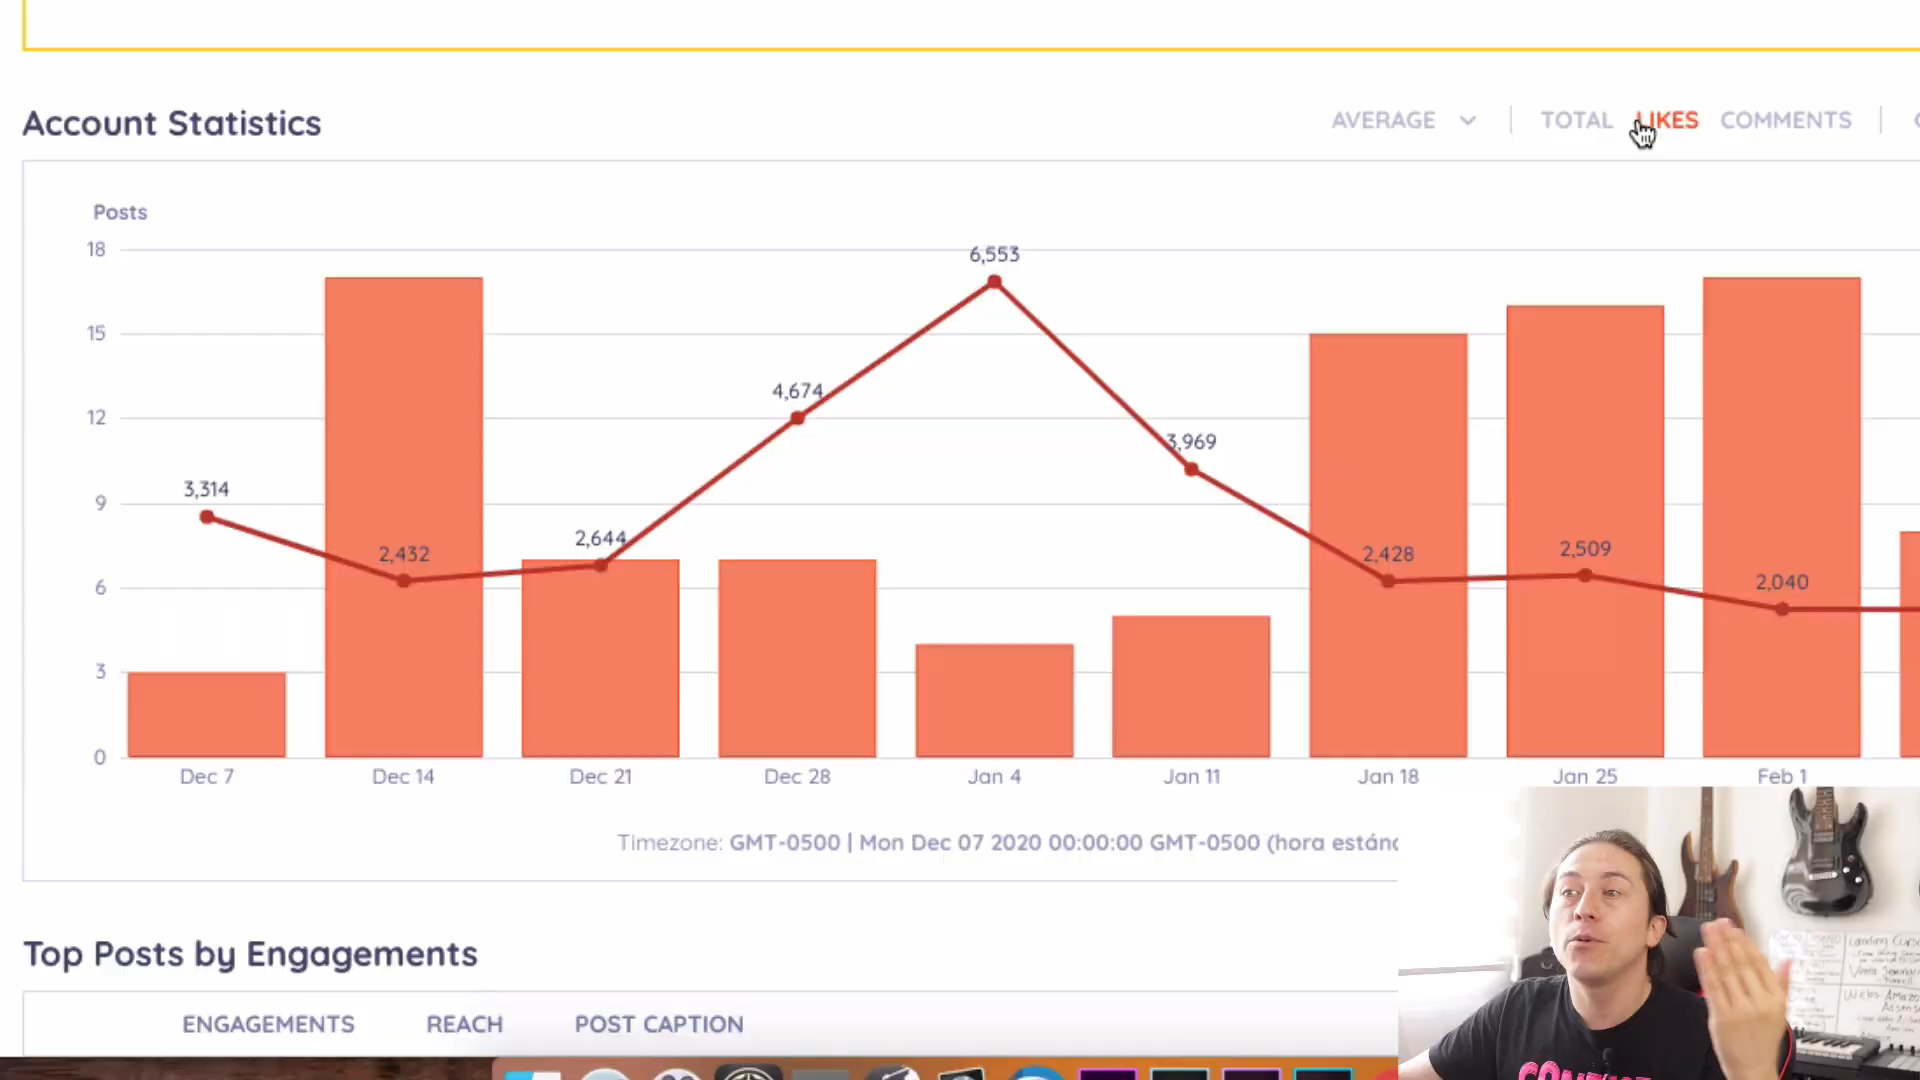 Account Statistics
AVERAGE
TOTAL LIKES COMMENTS
Posts
18
15
12
9
6
3
0
3,314
2,432
2,644
4,674
6,553
3,969
2,428
2,509
2,040
Dec 7
Dec 14
Dec 21
Dec 28
Jan 4
Jan 11
Jan 18
Jan 25
Feb 1
Timezone: GMT-0500 | Mon Dec 07 2020 00:00:00 GMT-0500 (hora estánd
Top Posts by Engagements
ENGAGEMENTS REACH POST CAPTION